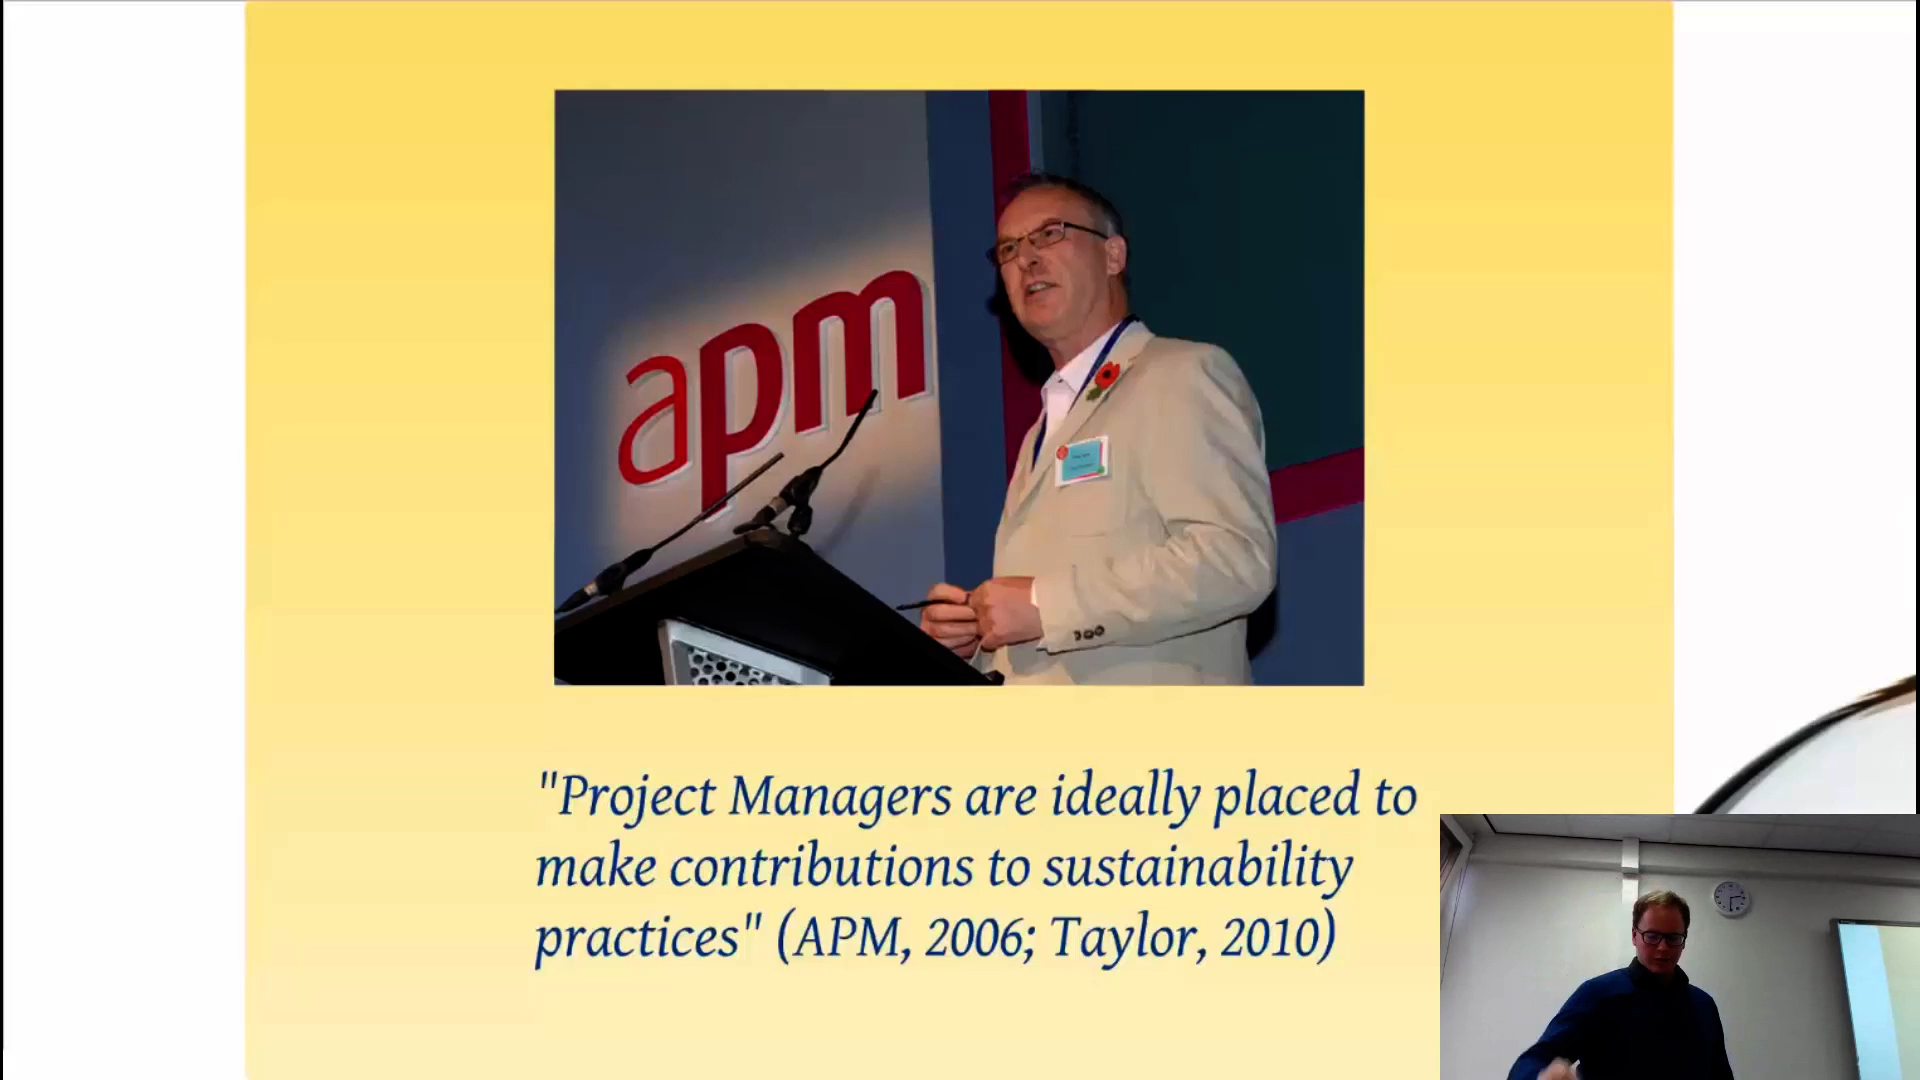 apm
"Project Managers are ideally placed to
make contributions to sustainability
practices" (APM, 2006; Taylor, 2010)